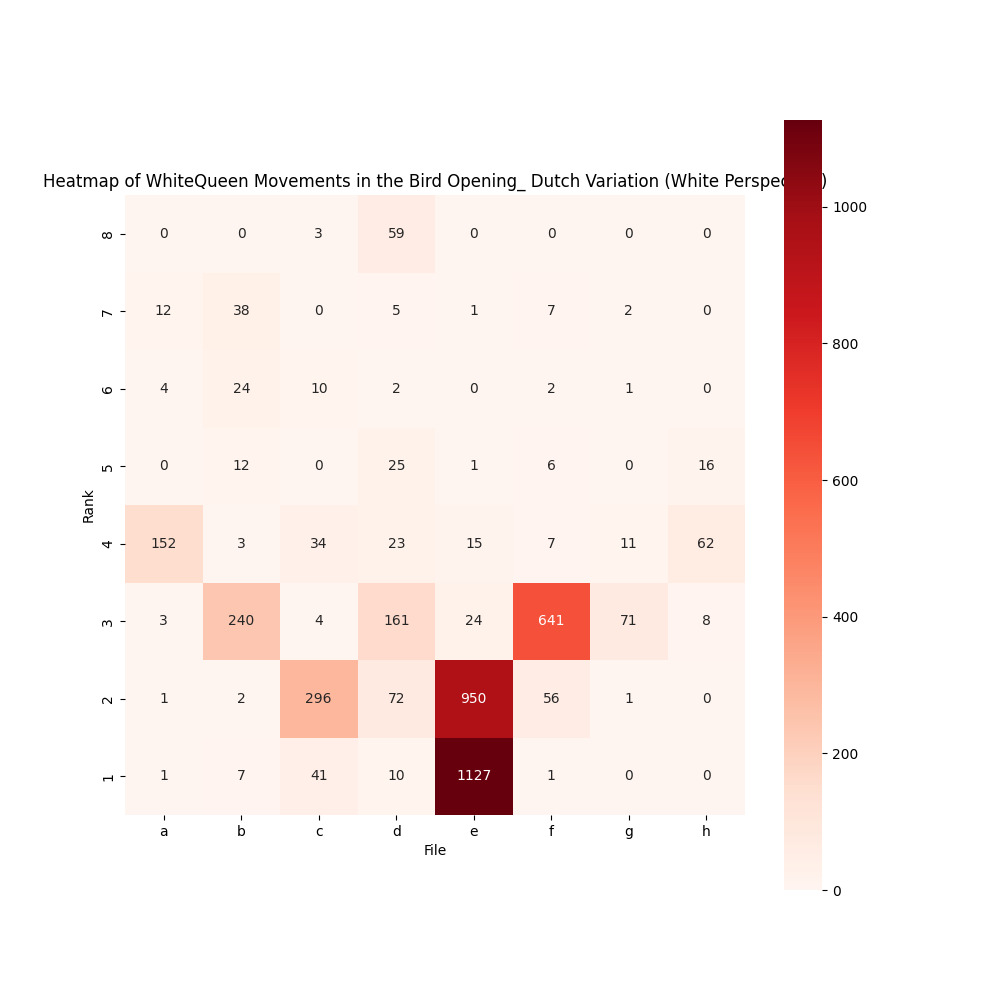 Heatmap of WhiteQueen Movements in the Bird Opening_ Dutch Variation (White Perspec )
1000
8 0 0 3 59 0 0 0 0
800
7 12 38 0 5 1 7 2 0
6 4 24 10 2 0 2 1 0
600
5 0 12 0 25 1 6 0 16
Rank
4 152 3 34 23 15 7 11 62
400
3 3 240 4 161 24 641 71 8
2 1 2 296 72 950 56 1 0
200
1 1 7 41 10 1127 1 0 0
a b c d e f g h
File
0